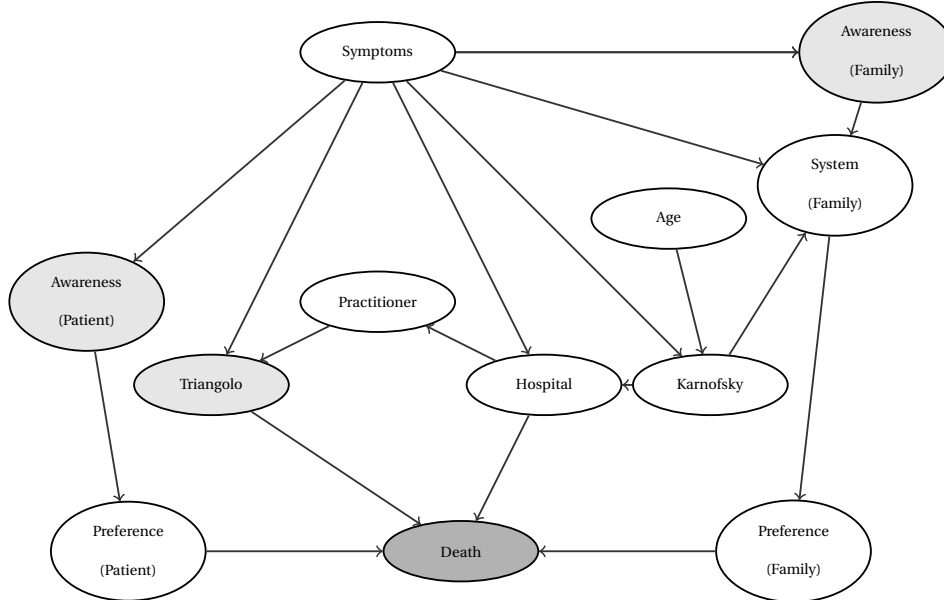 Awareness
(Family)
Symptoms
System
(Family)
Age
Awareness
(Patient)
Practitioner
Triangolo
Hospital
Karnofsky
Preference
(Patient)
Death
Preference
(Family)